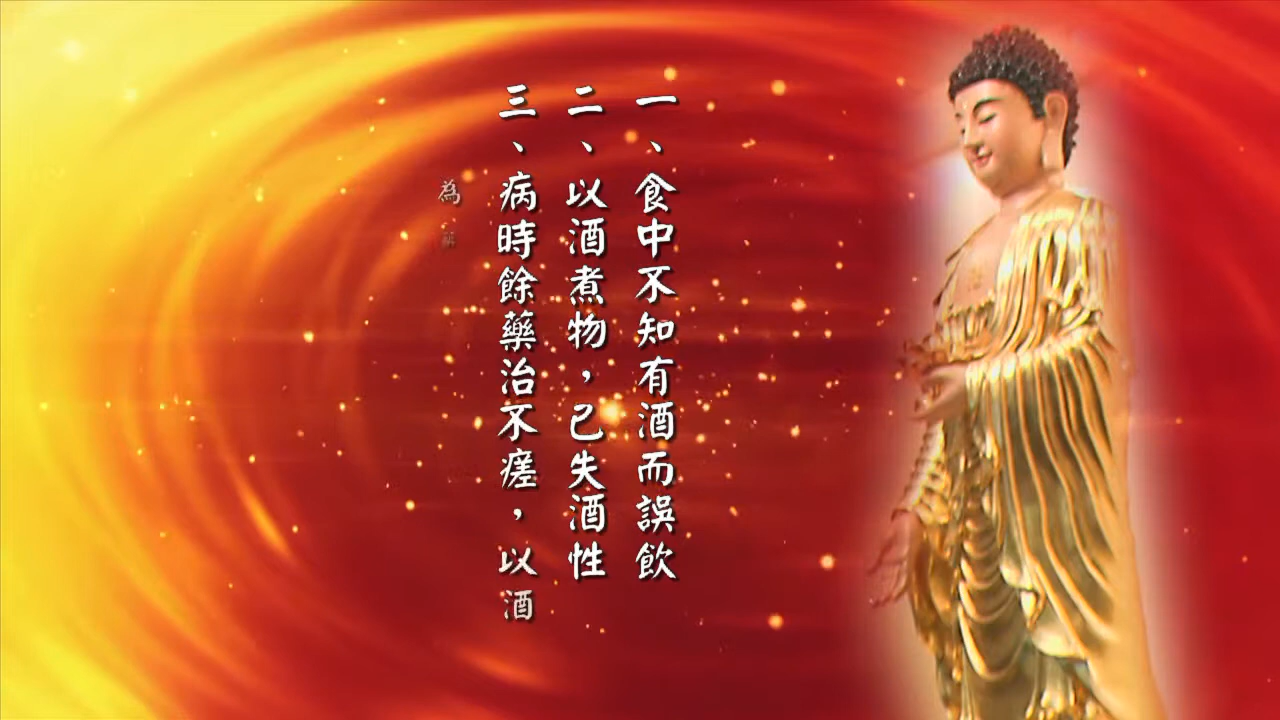 一、食中不知有酒而誤飲
二、以酒煮物，已失酒性
三、病時餘藥治不瘥，以酒
為